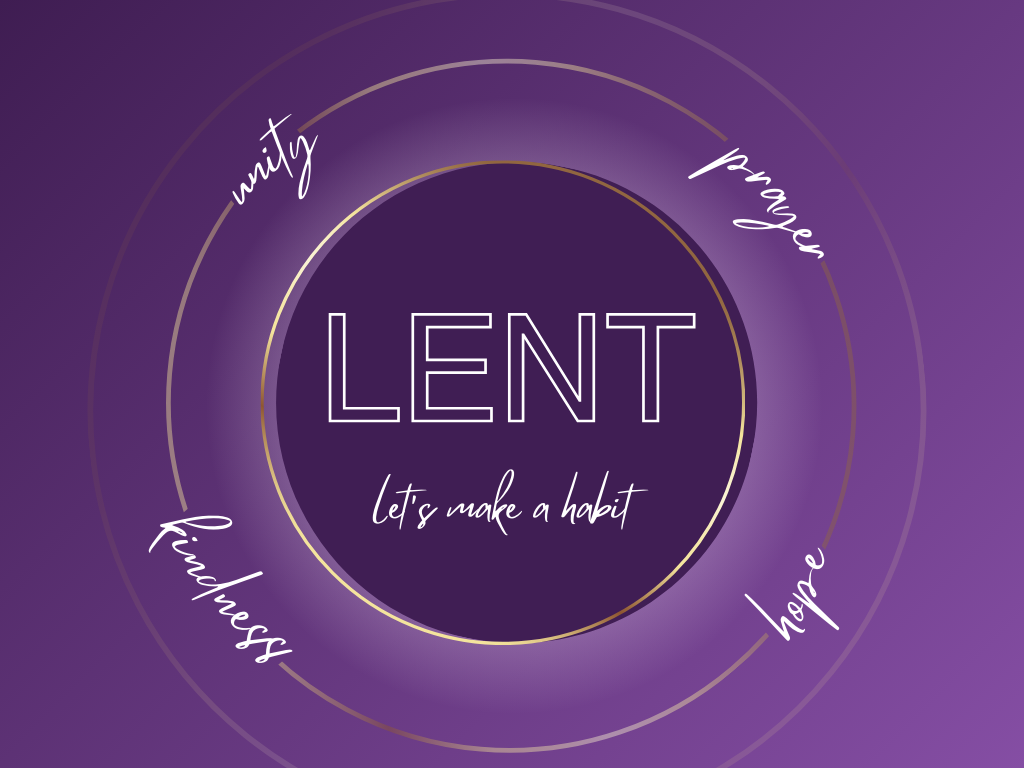 unity
prayer
LENT
Let's make a habit
kindness
hope